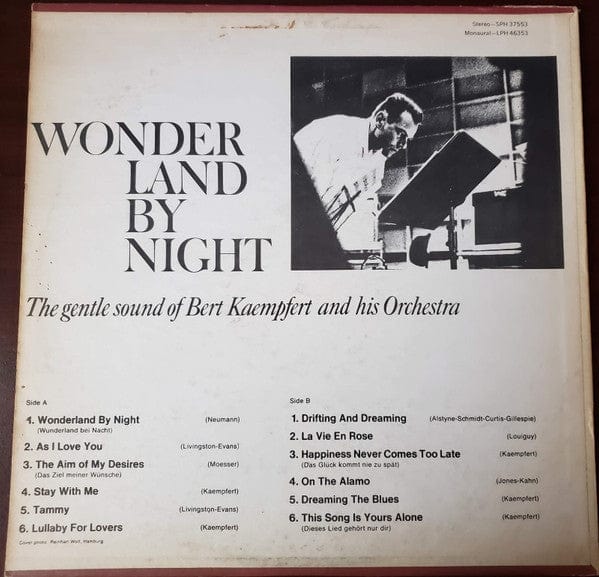 Stereo–SPH 37553
Monaural–LPH 46353
WONDER
LAND
BY
NIGHT
The gentle sound of Bert Kaempfert and his Orchestra
Side A
1. Wonderland By Night (Neumann)
(Wunderland bei Nacht)
2. As I Love You (Livingston-Evans)
3. The Aim of My Desires (Moesser)
(Das Ziel meiner Wünsche)
4. Stay With Me (Kaempfert)
5. Tammy (Livingston-Evans)
6. Lullaby For Lovers (Kaempfert)
Cover photo: Reinhart Wolf, Hamburg
Side B
1. Drifting And Dreaming (Alstyne-Schmidt-Curtis-Gillespie)
2. La Vie En Rose (Louiguy)
3. Happiness Never Comes Too Late (Kaempfert)
(Das Glück kommt nie zu spät)
4. On The Alamo (Jones-Kahn)
5. Dreaming The Blues (Kaempfert)
6. This Song Is Yours Alone (Kaempfert)
(Dieses Lied gehört nur dir)